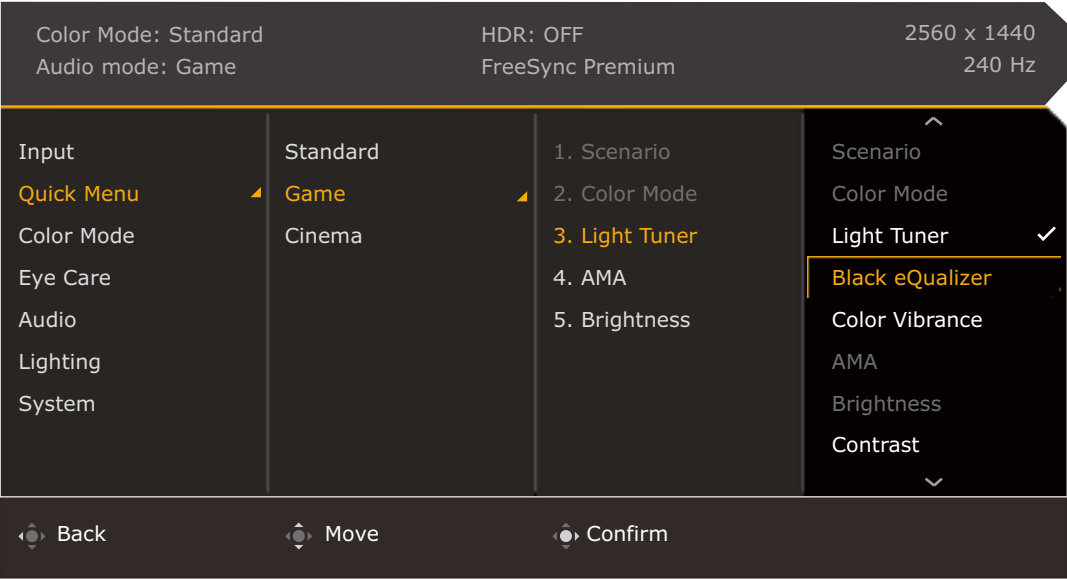 Color Mode: Standard
HDR: OFF
2560 x 1440
Audio mode: Game
FreeSync Premium
240 Hz
Input
Quick Menu
Color Mode
Eye Care
Audio
Lighting
System
Standard
Game
Cinema
1. Scenario
2. Color Mode
3. Light Tuner
4. AMA
5. Brightness
Scenario
Color Mode
Light Tuner
Black eQualizer
Color Vibrance
AMA
Brightness
Contrast
Back
Move
Confirm